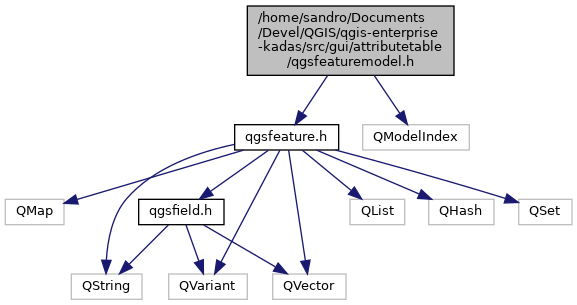 /home/sandro/Documents
/Devel/QGIS/qgis-enterprise
-kadas/src/gui/attributetable
/qgsfeaturemodel.h
qgsfeature.h
QModelIndex
QMap
qgsfield.h
QList
QHash
QSet
QString
QVariant
QVector